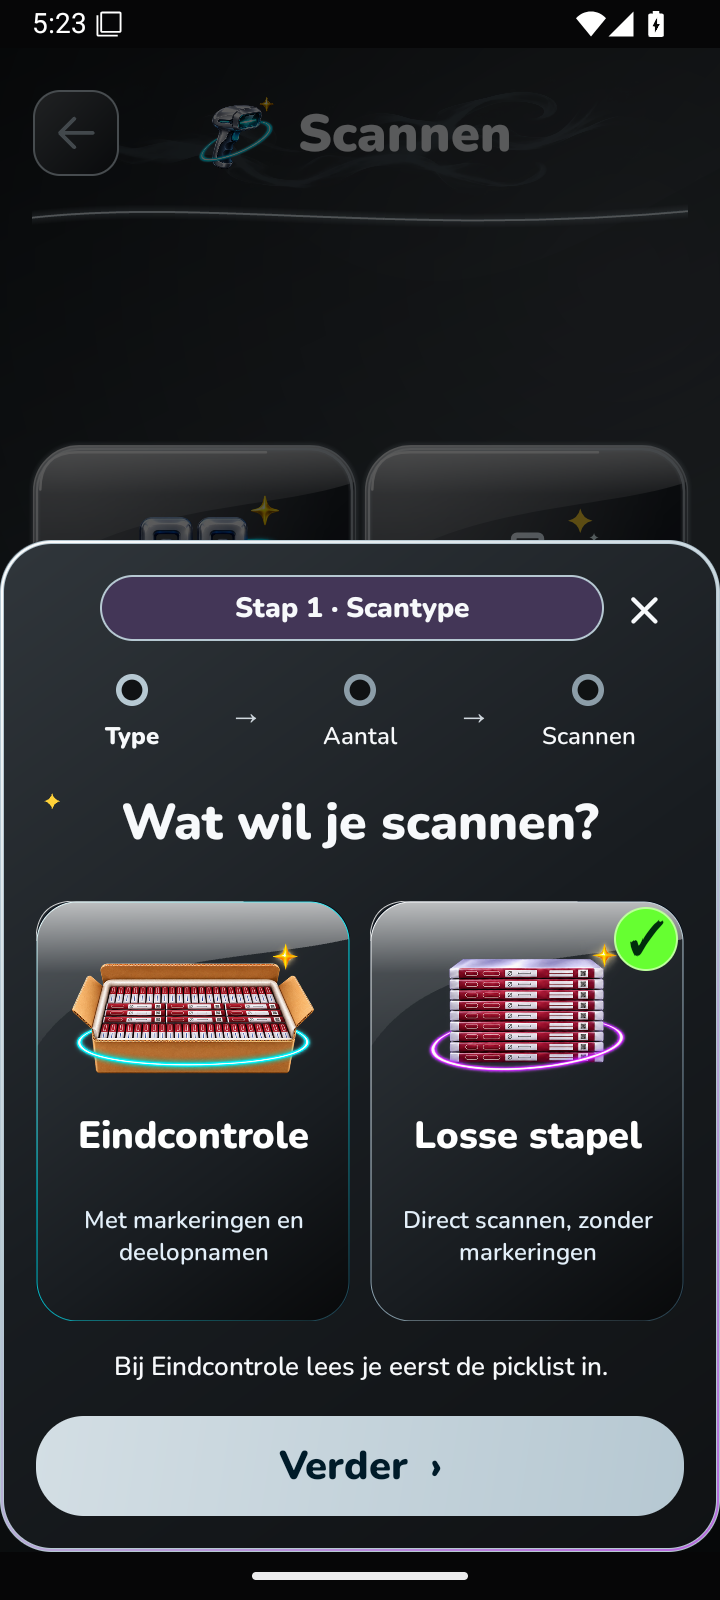 5:23
Scannen
Stap 1 · Scantype
Type → Aantal → Scannen
Wat wil je scannen?
Eindcontrole
Met markeringen en
deelopnamen
Losse stapel
Direct scannen, zonder
markeringen
Bij Eindcontrole lees je eerst de picklist in.
Verder ›